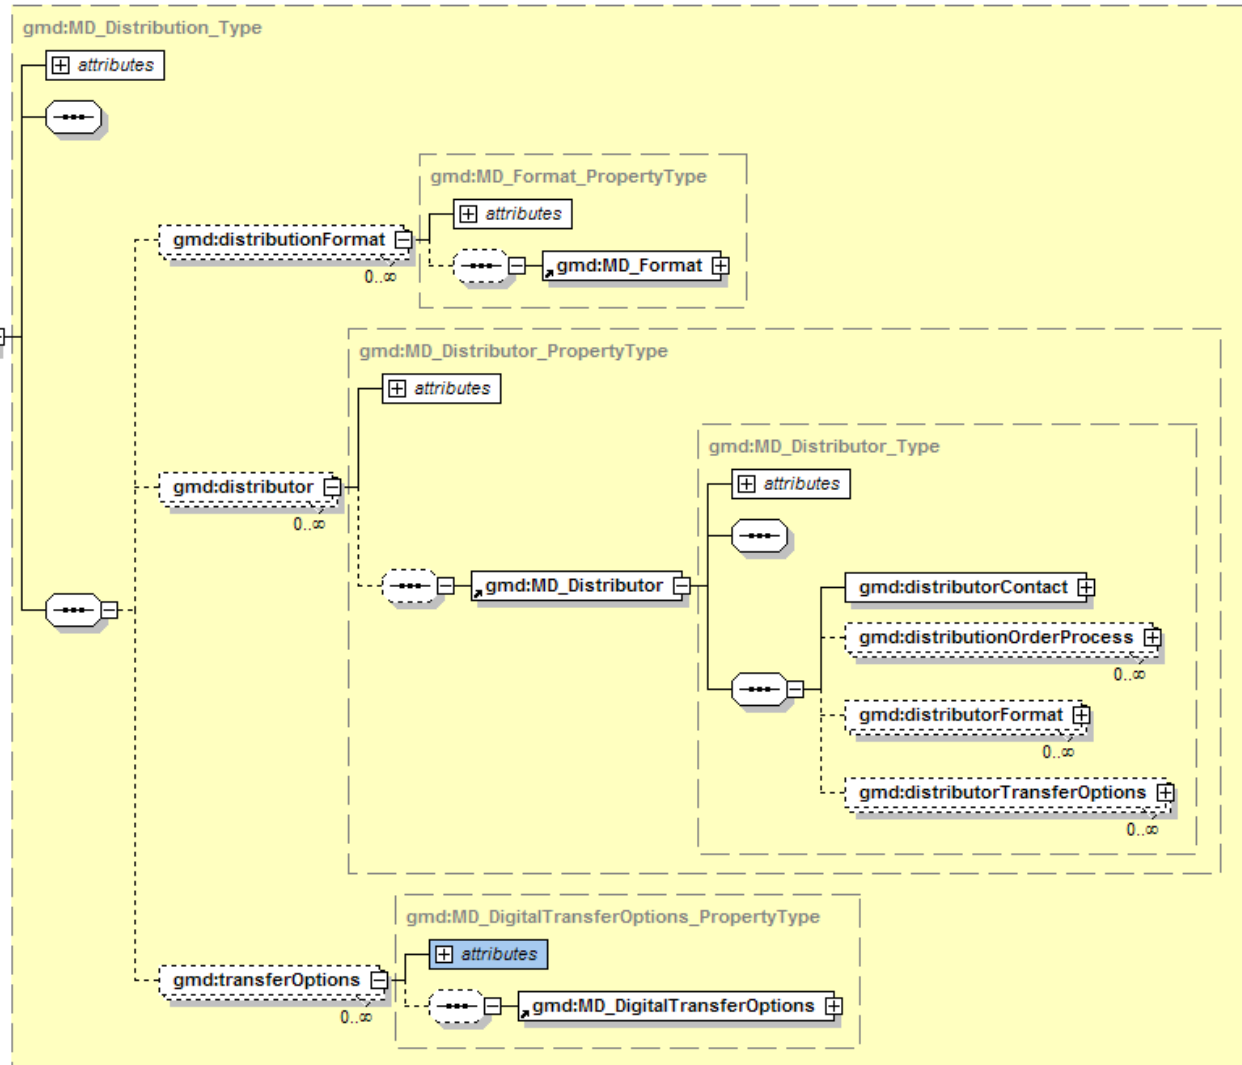 gmd:MD_Distribution_Type
attributes
gmd:MD_Format_PropertyType
attributes
gmd:distributionFormat
0..∞
gmd:MD_Format
gmd:MD_Distributor_PropertyType
attributes
gmd:MD_Distributor_Type
attributes
gmd:distributor
0..∞
gmd:MD_Distributor
gmd:distributorContact
gmd:distributionOrderProcess
0..∞
gmd:distributorFormat
0..∞
gmd:distributorTransferOptions
0..∞
gmd:MD_DigitalTransferOptions_PropertyType
attributes
gmd:transferOptions
0..∞
gmd:MD_DigitalTransferOptions